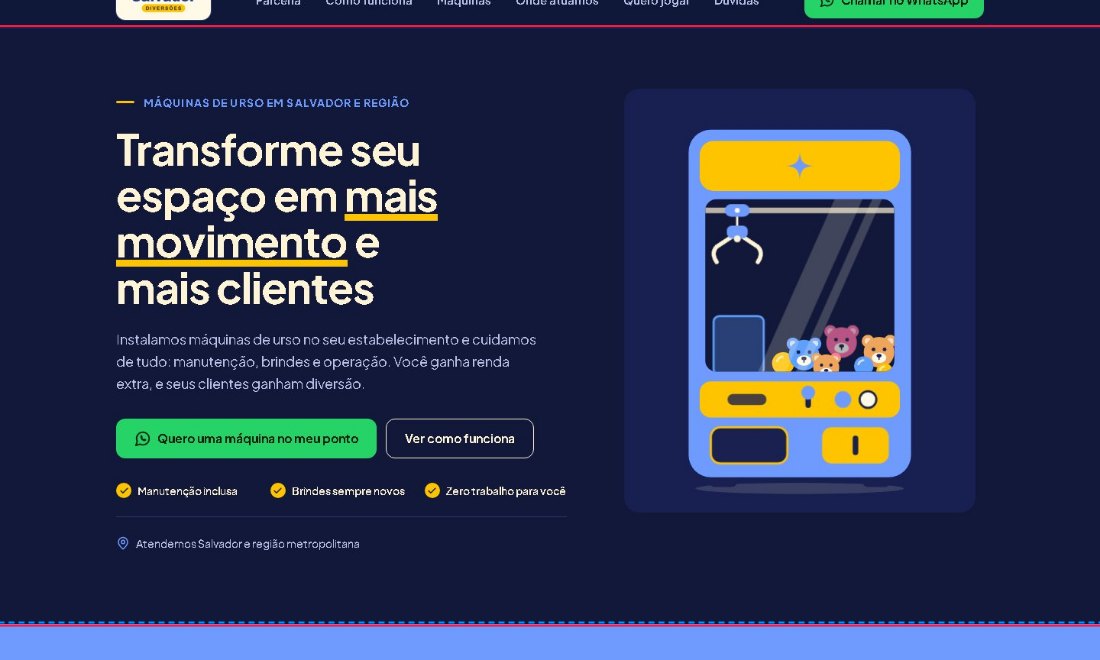 Salvador
DIVERSÕES
Parceria
Como funciona
Máquinas
Onde atuamos
Quero jogar
Dúvidas
Chamar no WhatsApp
MÁQUINAS DE URSO EM SALVADOR E REGIÃO
Transforme seu
espaço em mais
movimento e
mais clientes
Instalamos máquinas de urso no seu estabelecimento e cuidamos
de tudo: manutenção, brindes e operação. Você ganha renda
extra, e seus clientes ganham diversão.
Quero uma máquina no meu ponto
Ver como funciona
Manutenção inclusa
Brindes sempre novos
Zero trabalho para você
Atendemos Salvador e região metropolitana